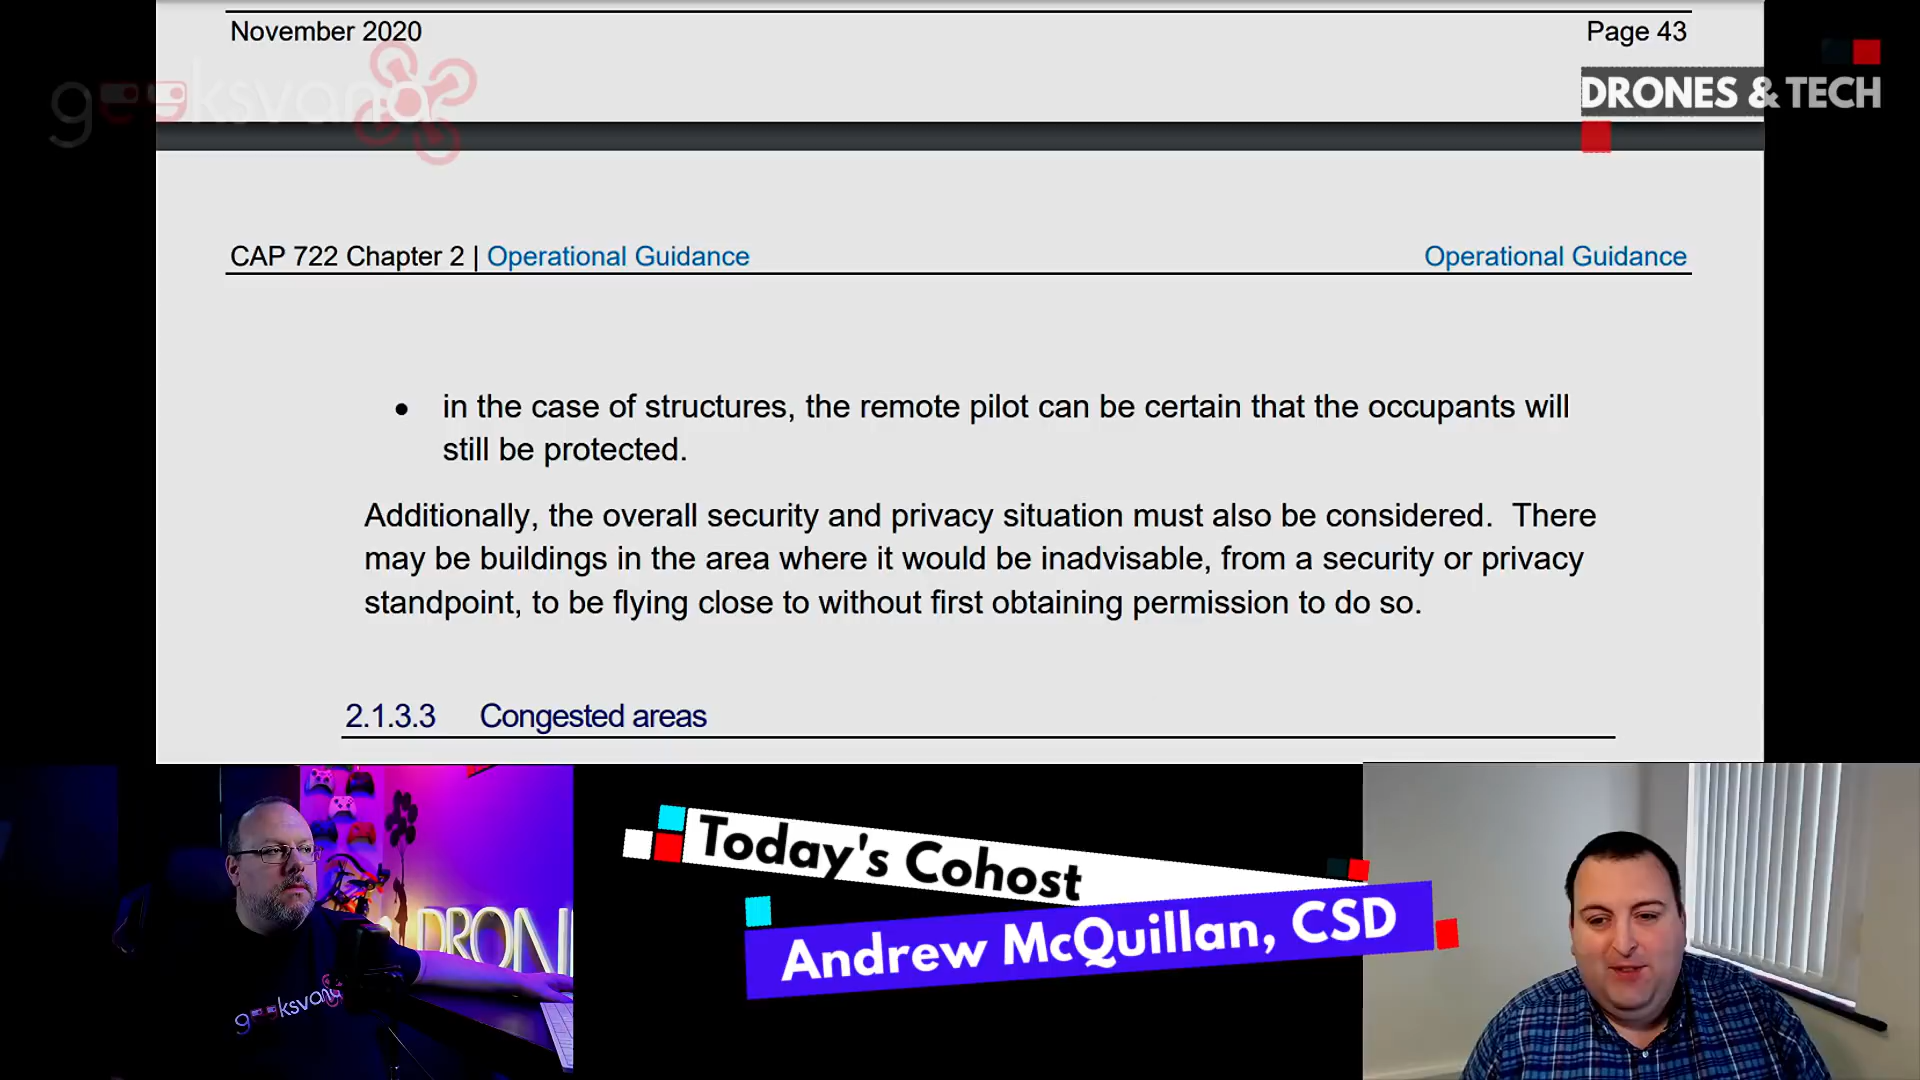 November 2020 Page 43
geeksvana
DRONES & TECH
CAP 722 Chapter 2 | Operational Guidance Operational Guidance
• in the case of structures, the remote pilot can be certain that the occupants will
still be protected.
Additionally, the overall security and privacy situation must also be considered. There
may be buildings in the area where it would be inadvisable, from a security or privacy
standpoint, to be flying close to without first obtaining permission to do so.
2.1.3.3 Congested areas
Today's Cohost
Andrew McQuillan, CSD
DRON
geeksvana